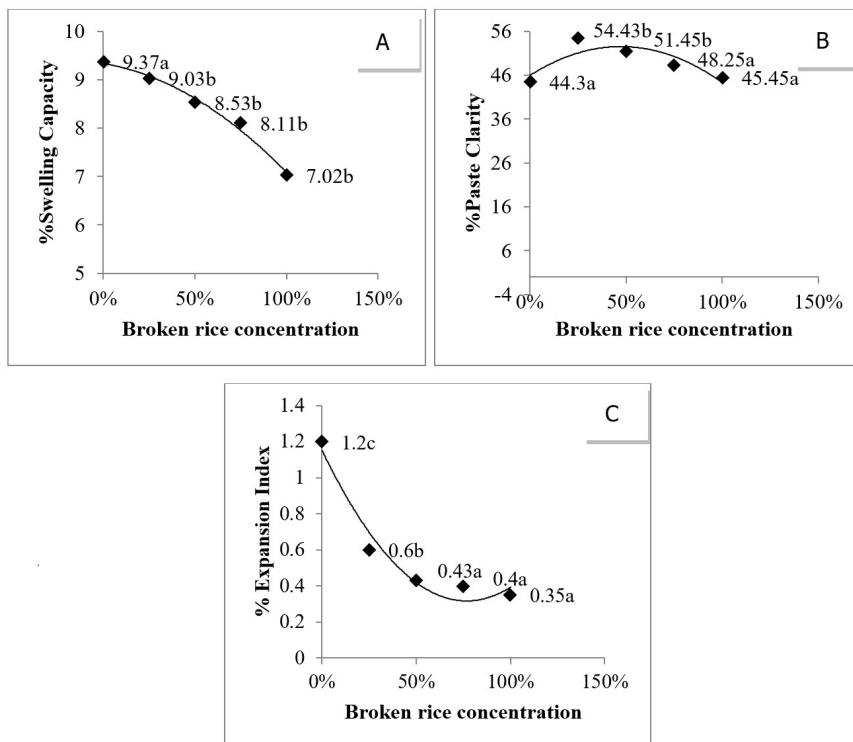 A
%Swelling Capacity
10
9
8
7
6
5
9.37a
9.03b
8.53b
8.11b
7.02b
0% 50% 100% 150%
Broken rice concentration
B
%Paste Clarity
56
46
36
26
16
6
-4
44.3a
54.43b
51.45b
48.25a
45.45a
0% 50% 100% 150%
Broken rice concentration
C
% Expansion Index
1.4
1.2
1
0.8
0.6
0.4
0.2
0
1.2c
0.6b
0.43a
0.4a
0.35a
0% 50% 100% 150%
Broken rice concentration